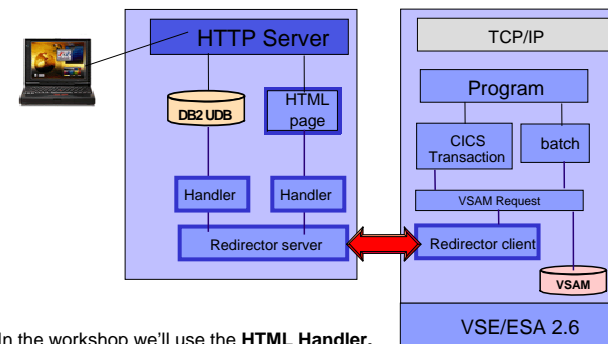 HTTP Server
DB2 UDB
HTML
page
Handler
Handler
Redirector server
TCP/IP
Program
CICS
Transaction
batch
VSAM Request
Redirector client
VSAM
VSE/ESA 2.6
In the workshop we'll use the HTML Handler.